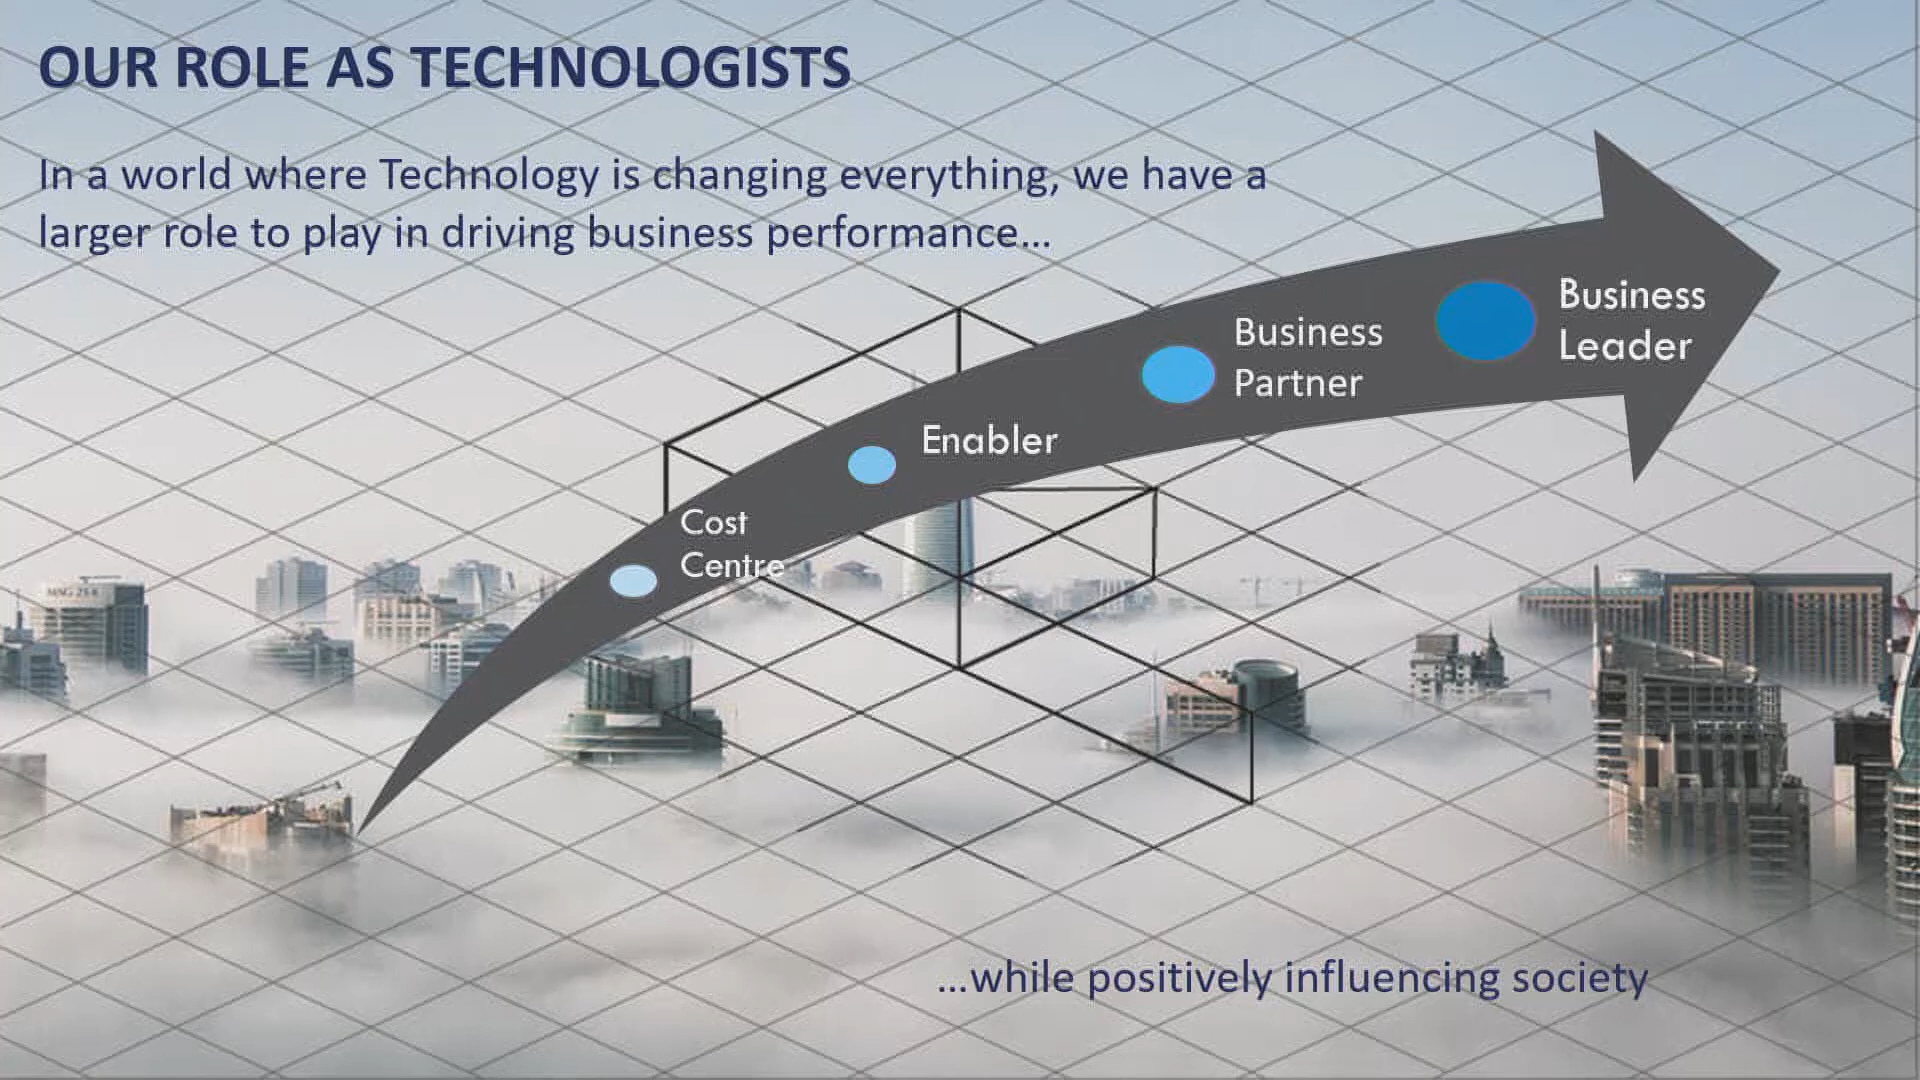 OUR ROLE AS TECHNOLOGISTS
In a world where Technology is changing everything, we have a
larger role to play in driving business performance...
Business
Leader
Business
Partner
Enabler
Cost
Centre
...while positively influencing society